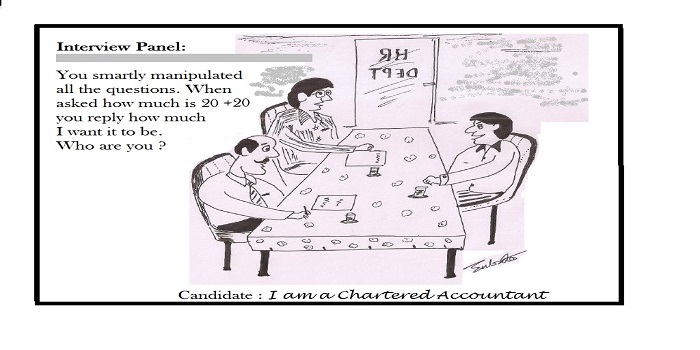 Interview Panel:
You smartly manipulated
all the questions. When
asked how much is 20 +20
you reply how much
I want it to be.
Who are you ?
HR
DEPT
Candidate : I am a Chartered Accountant